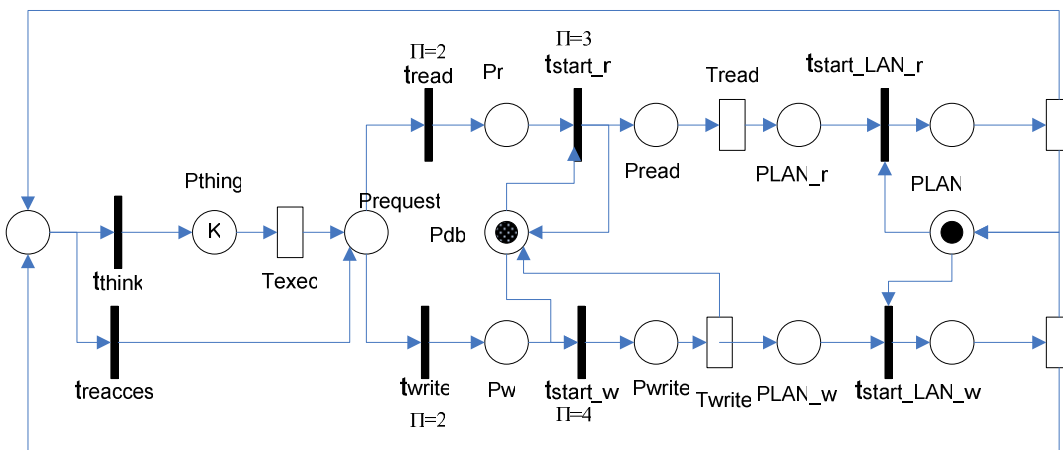 Π=2
tread
Pr
Π=3
tstart_r
Tread
tstart_LAN_r
Pthing
Prequest
Pread
PLAN_r
PLAN
K
Pdb
tthink
Texec
treacces
twrite
Π=2
Pw
tstart_w
Π=4
Pwrite
Twrite
PLAN_w
tstart_LAN_w